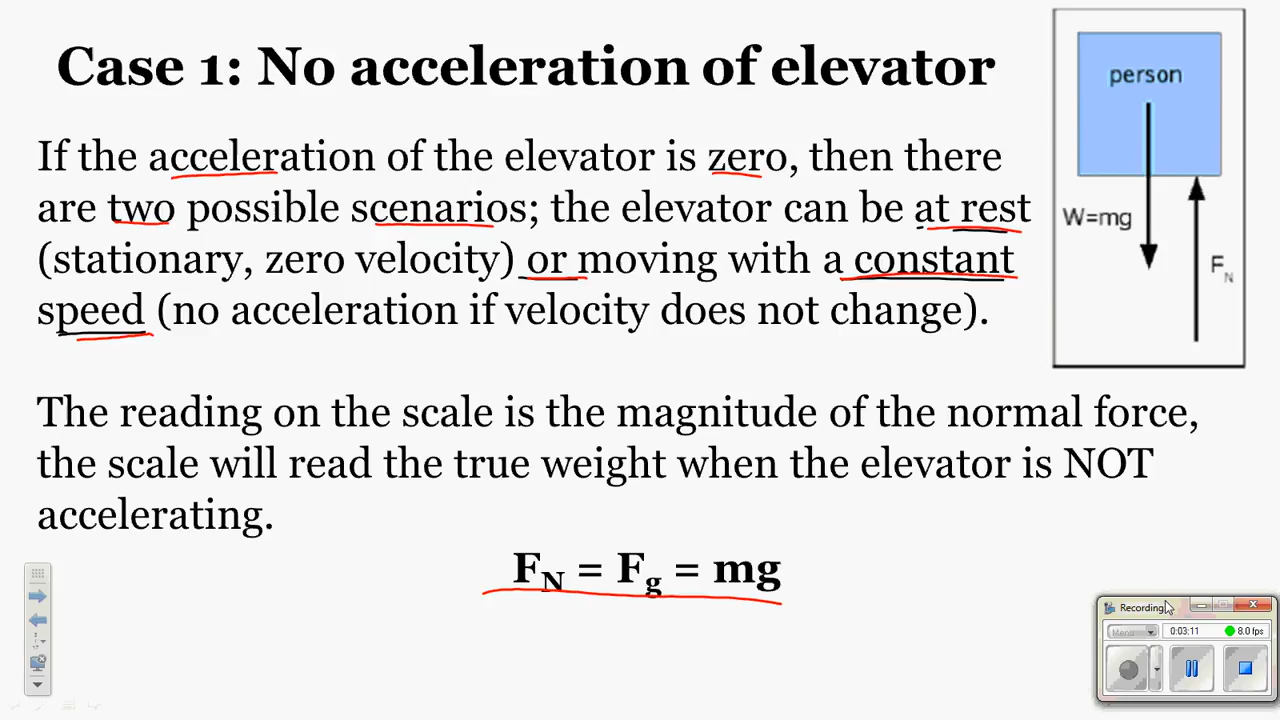 Case 1: No acceleration of elevator
If the acceleration of the elevator is zero, then there
are two possible scenarios; the elevator can be at rest
(stationary, zero velocity) or moving with a constant
speed (no acceleration if velocity does not change).
person
W=mg
FN
The reading on the scale is the magnitude of the normal force,
the scale will read the true weight when the elevator is NOT
accelerating.
FN = Fg = mg
Recording
Menu
0:03:11
8.0 fps